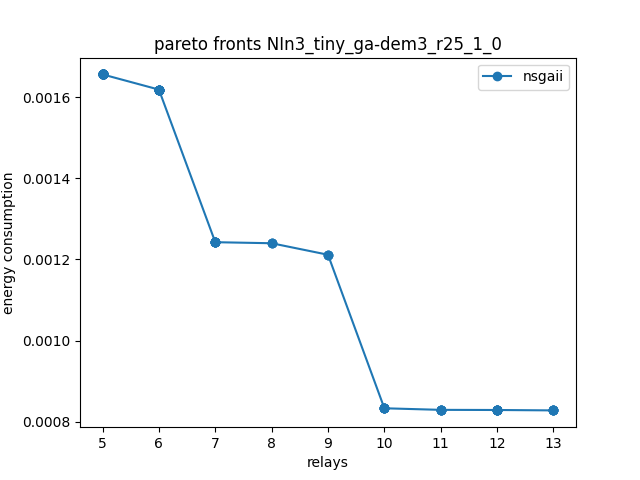 pareto fronts NIn3_tiny_ga-dem3_r25_1_0
nsgaii
energy consumption
0.0016
0.0014
0.0012
0.0010
0.0008
5 6 7 8 9 10 11 12 13
relays